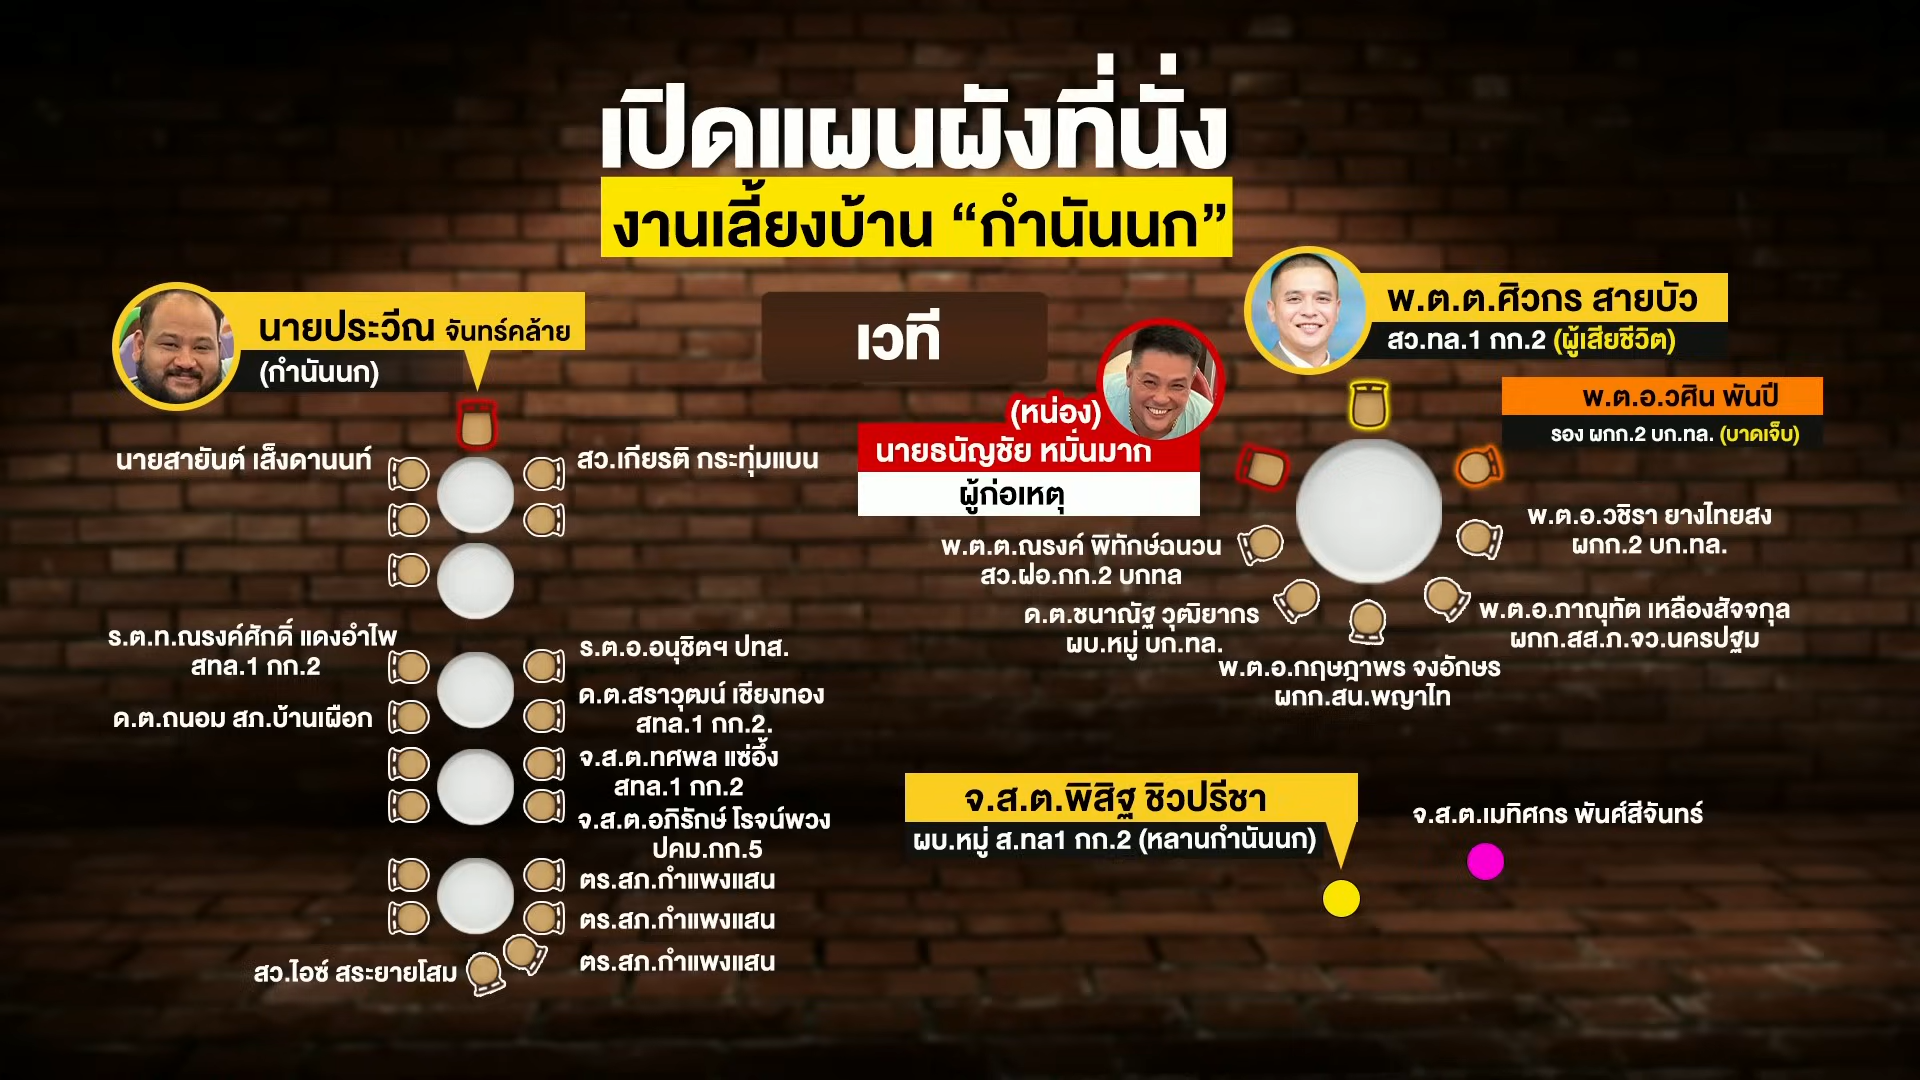 เปิดแผนผังที่นั่ง
งานเลี้ยงบ้าน “กำนันนก”
นายประวีณ จันทร์คล้าย
(กำนันนก)
เวที
พ.ต.ต.ศิวกร สายบัว
สว.ทล.1 กก.2 (ผู้เสียชีวิต)
(หน่อง)
นายธนัญชัย หมั่นมาก
ผู้ก่อเหตุ
พ.ต.อ.วศิน พันปี
รอง ผกก.2 บก.ทล. (บาดเจ็บ)
นายสายันต์ เส็งดานนท์
สว.เกียรติ กระทุ่มแบน
พ.ต.ต.ณรงค์ พิทักษ์ฉนวน
สว.ฝอ.กก.2 บกทล
พ.ต.อ.วชิรา ยางไทยสง
ผกก.2 บก.ทล.
ด.ต.ชนาณัฐ วุฒิยากร
ผบ.หมู่ บก.ทล.
พ.ต.อ.ภาณุทัต เหลืองสัจจกุล
ผกก.สส.ภ.จว.นครปฐม
พ.ต.อ.กฤษฎาพร จงอักษร
ผกก.สน.พญาไท
ร.ต.ท.ณรงค์ศักดิ์ แดงอำไพ
สทล.1 กก.2
ร.ต.อ.อนุชิตฯ ปทส.
ด.ต.ถนอม สภ.บ้านเผือก
ด.ต.สราวุฒน์ เชียงทอง
สทล.1 กก.2.
จ.ส.ต.ทศพล แซ่อึ้ง
สทล.1 กก.2
จ.ส.ต.อภิรักษ์ โรจน์พวง
ปคม.กก.5
ตร.สภ.กำแพงแสน
ตร.สภ.กำแพงแสน
ตร.สภ.กำแพงแสน
สว.ไอซ์ สระยายโสม
จ.ส.ต.พิสิฐ ชิวปรีชา
ผบ.หมู่ ส.ทล1 กก.2 (หลานกำนันนก)
จ.ส.ต.เมทิศกร พันศ์สีจันทร์